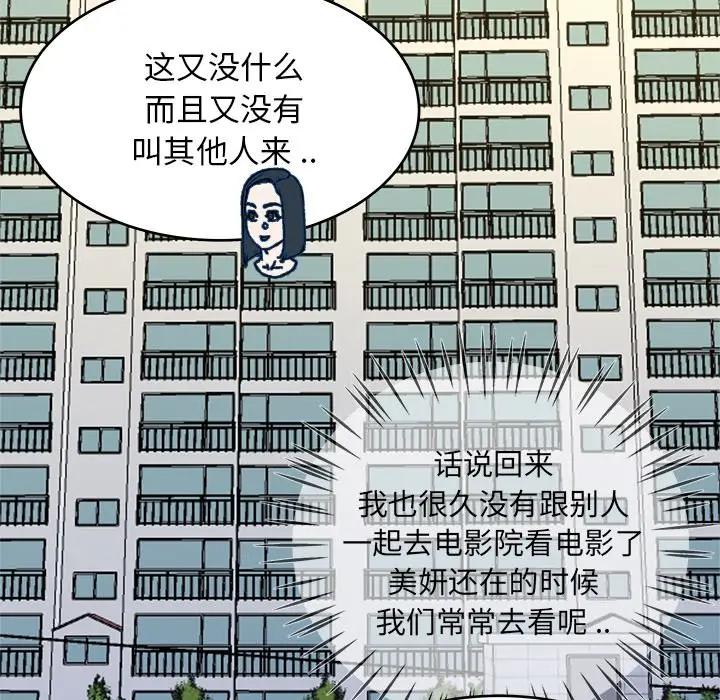 这又没什么
而且又没有
叫其他人来 ..
话说回来
我也很久没有跟别人
一起去电影院看电影了
美妍还在的时候
我们常常去看呢 ..